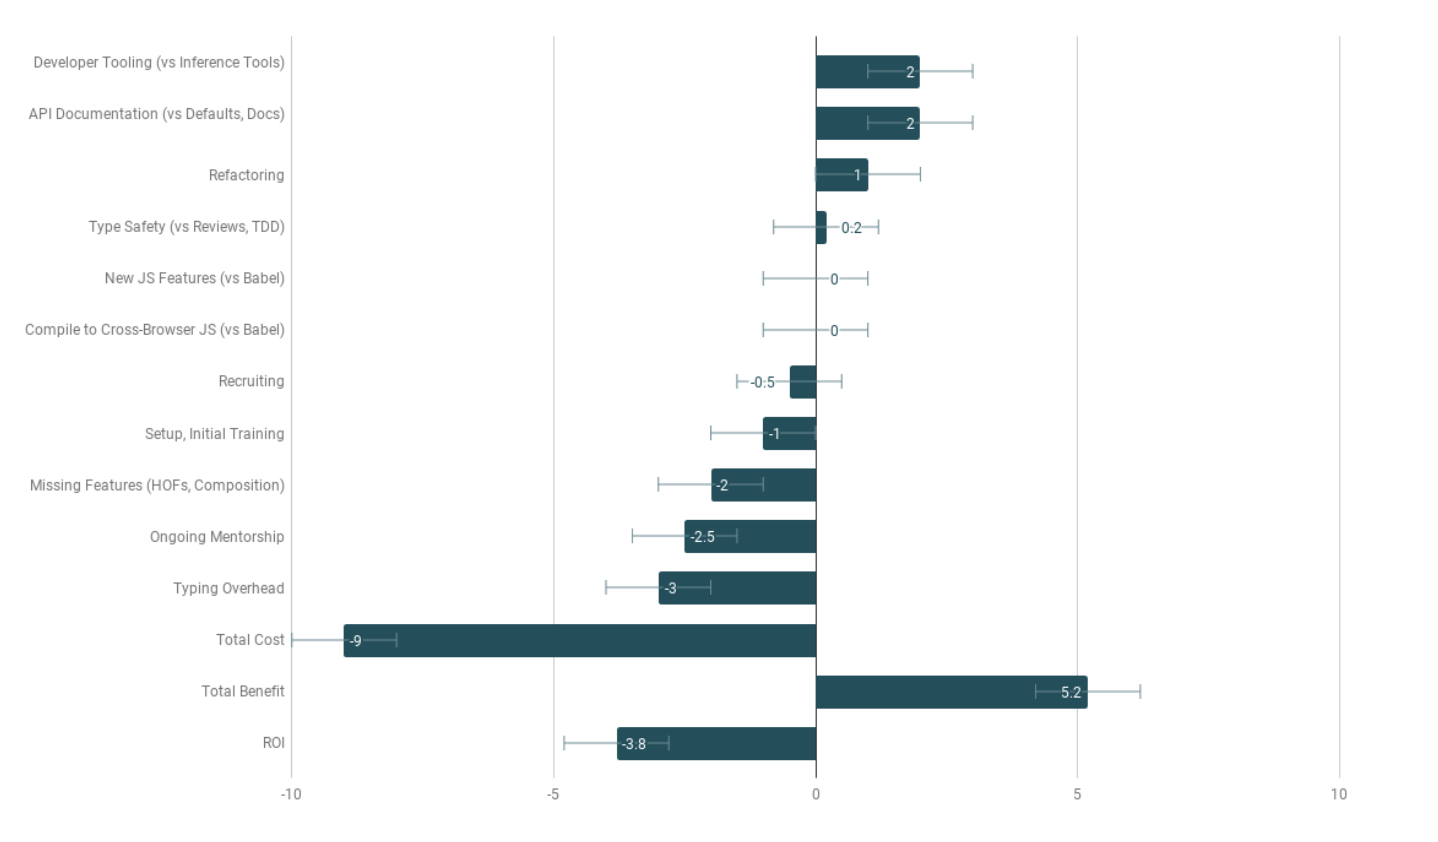 Developer Tooling (vs Inference Tools)
2
API Documentation (vs Defaults, Docs)
2
Refactoring
1
Type Safety (vs Reviews, TDD)
0.2
New JS Features (vs Babel)
0
Compile to Cross-Browser JS (vs Babel)
0
Recruiting
-0.5
Setup, Initial Training
-1
Missing Features (HOFs, Composition)
-2
Ongoing Mentorship
-2.5
Typing Overhead
-3
Total Cost
-9
Total Benefit
5.2
ROI
-3.8
-10 -5 0 5 10